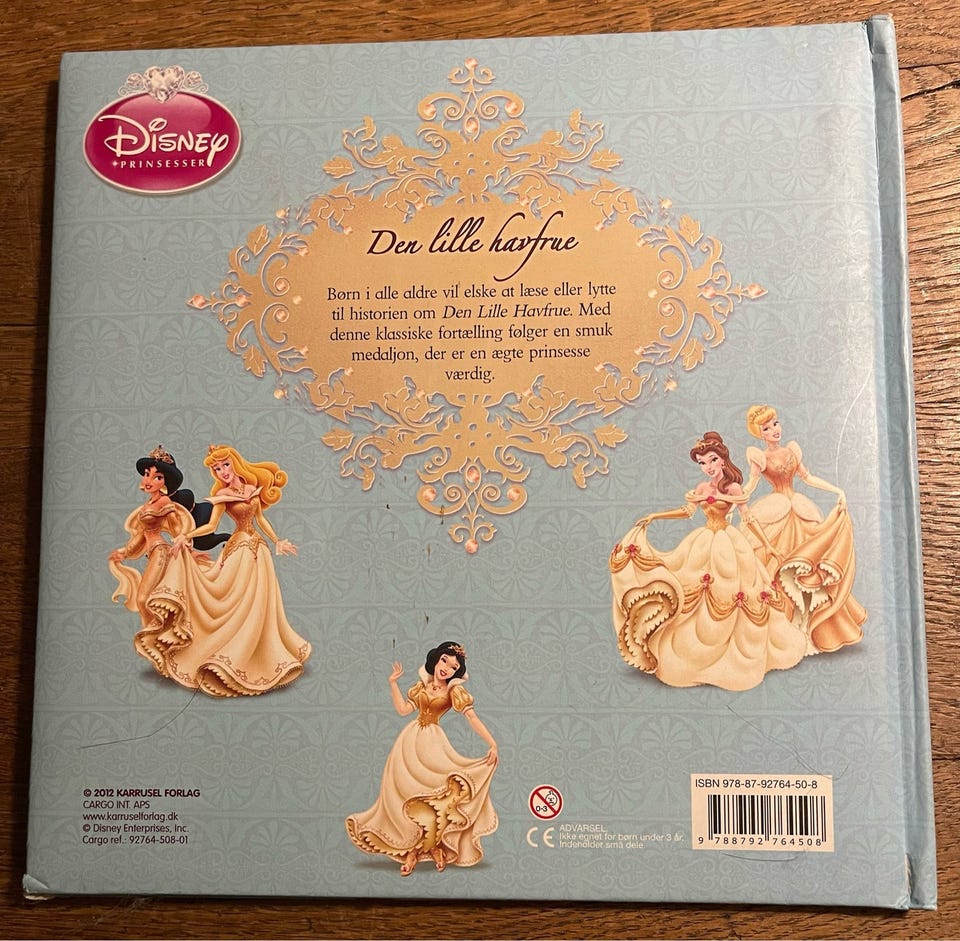 Disney
PRINSESSER
Den lille havfrue
Børn i alle aldre vil elske at læse eller lytte
til historien om Den Lille Havfrue. Med
denne klassiske fortælling følger en smuk
medaljon, der er en ægte prinsesse
værdig.
© 2012 KARRUSEL FORLAG
CARGO INT. APS
www.karruselforlag.dk
© Disney Enterprises, Inc.
Cargo ref.: 92764-508-01
0-3
CE
ADVARSEL
Ikke egnet for børn under 3 år.
Indeholder små dele.
ISBN 978-87-92764-50-8
9 788792 764508